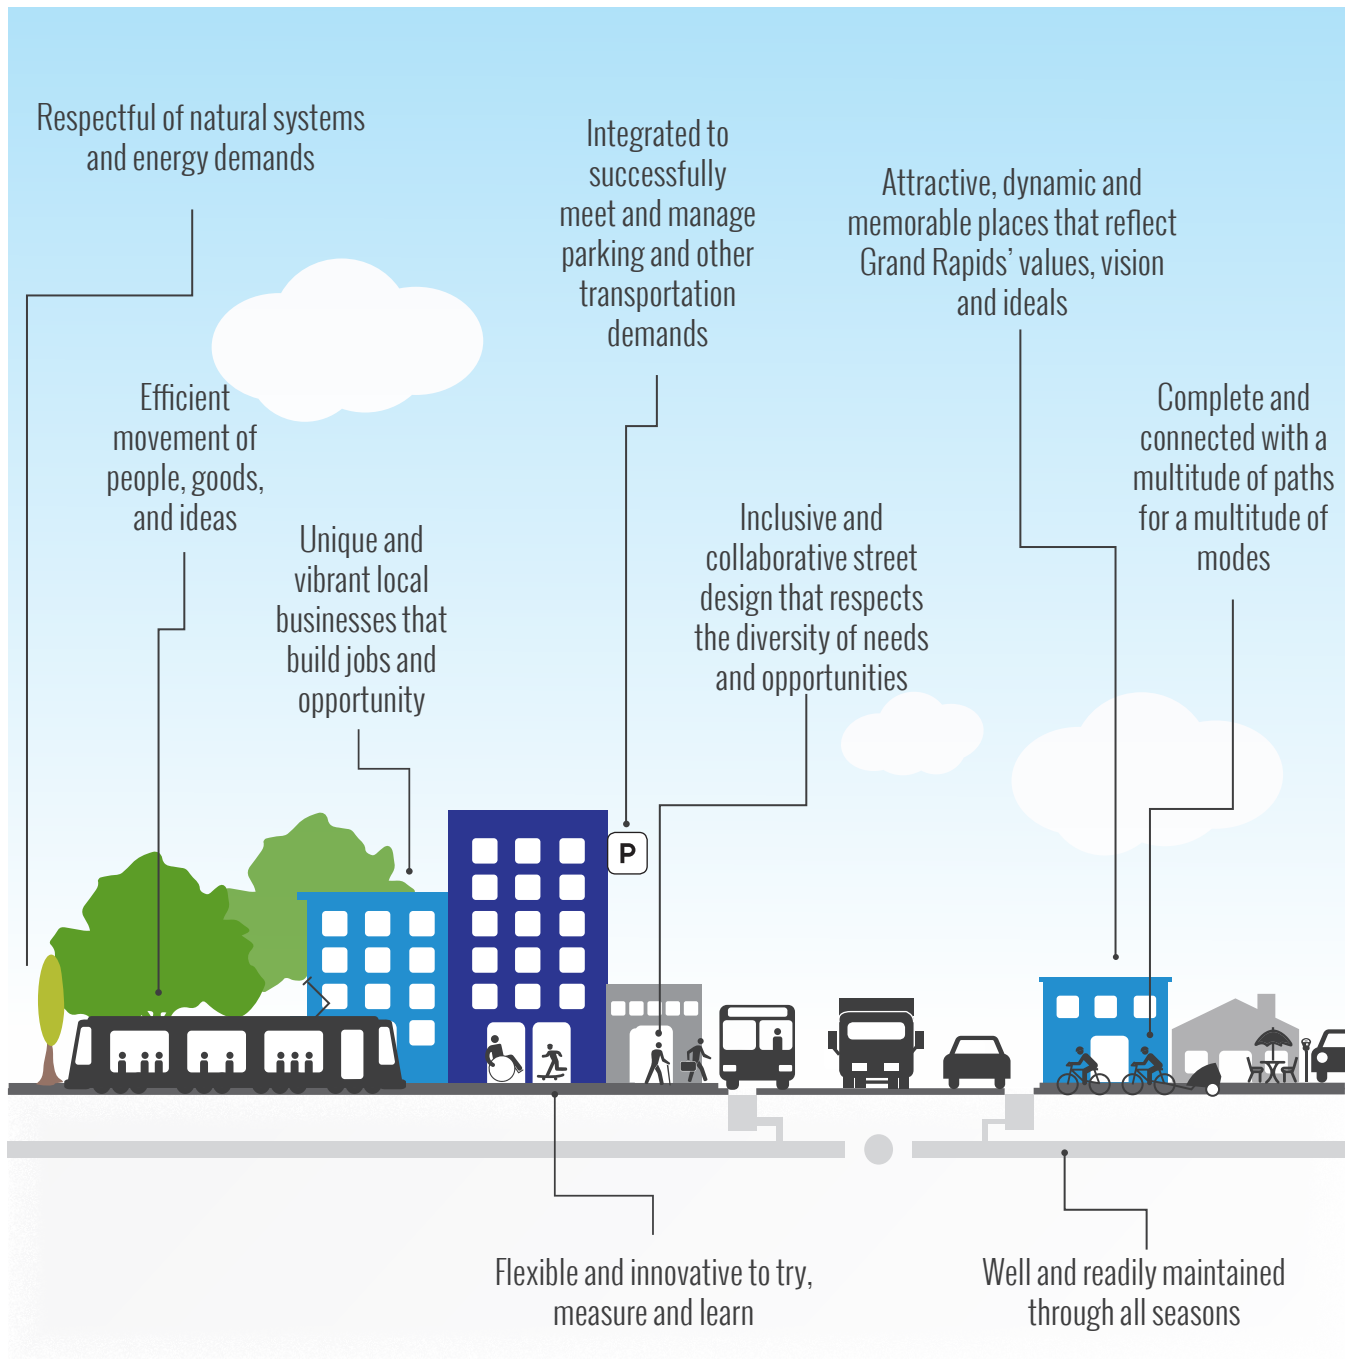 Respectful of natural systems
and energy demands
Integrated to
successfully
meet and manage
parking and other
transportation
demands
Attractive, dynamic and
memorable places that reflect
Grand Rapids’ values, vision
and ideals
Efficient
movement of
people, goods,
and ideas
Complete and
connected with a
multitude of paths
for a multitude of
modes
Unique and
vibrant local
businesses that
build jobs and
opportunity
Inclusive and
collaborative street
design that respects
the diversity of needs
and opportunities
P
Flexible and innovative to try,
measure and learn
Well and readily maintained
through all seasons